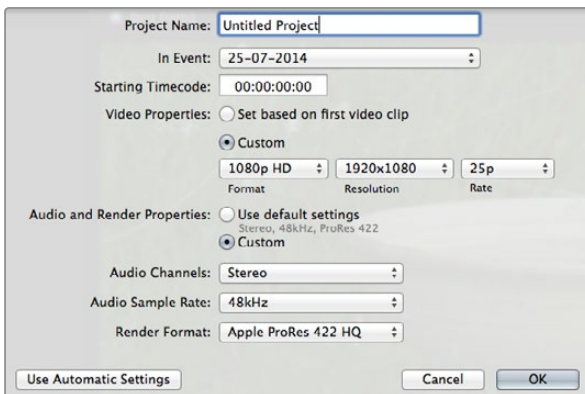 Project Name: Untitled Project
In Event: 25-07-2014
Starting Timecode: 00:00:00:00
Video Properties: Set based on first video clip
Custom
1080p HD 1920x1080 25p
Format Resolution Rate
Audio and Render Properties: Use default settings
Stereo, 48kHz, ProRes 422
Custom
Audio Channels: Stereo
Audio Sample Rate: 48kHz
Render Format: Apple ProRes 422 HQ
Use Automatic Settings Cancel OK